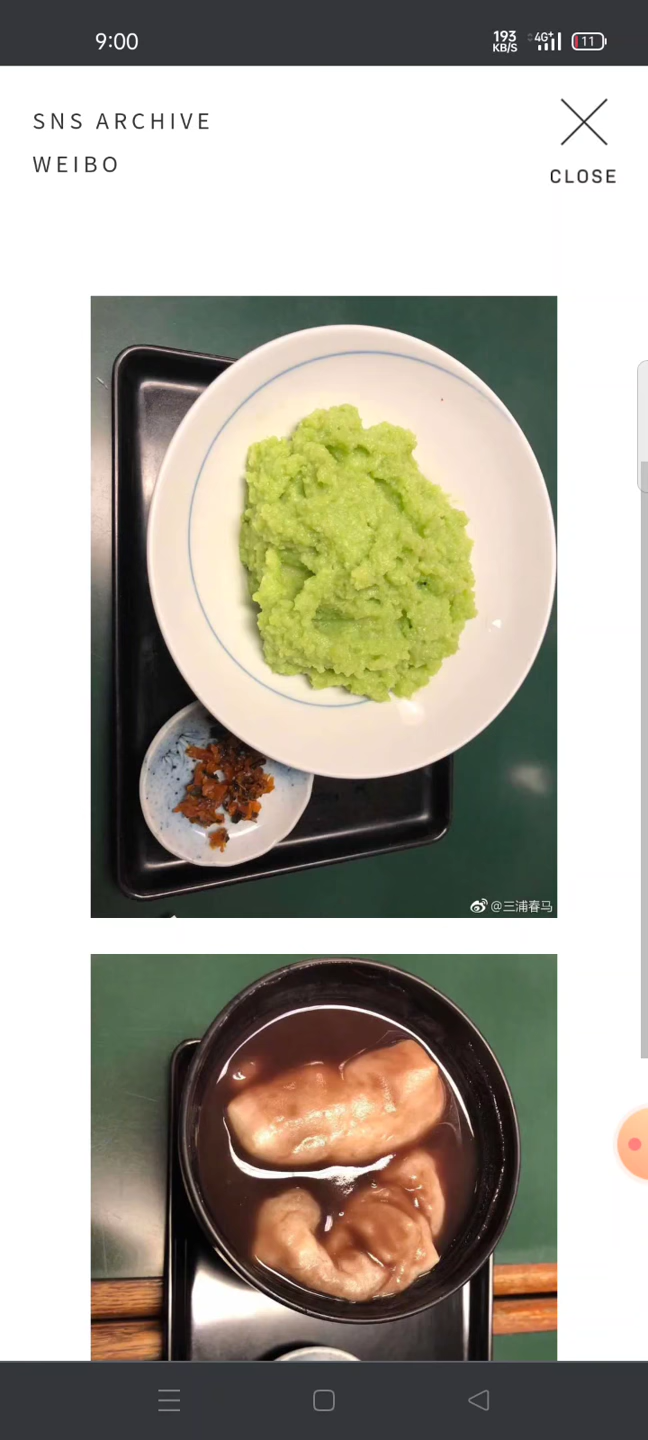 9:00
193
KB/S
4G+
11
SNS ARCHIVE
WEIBO
CLOSE
@三浦春马